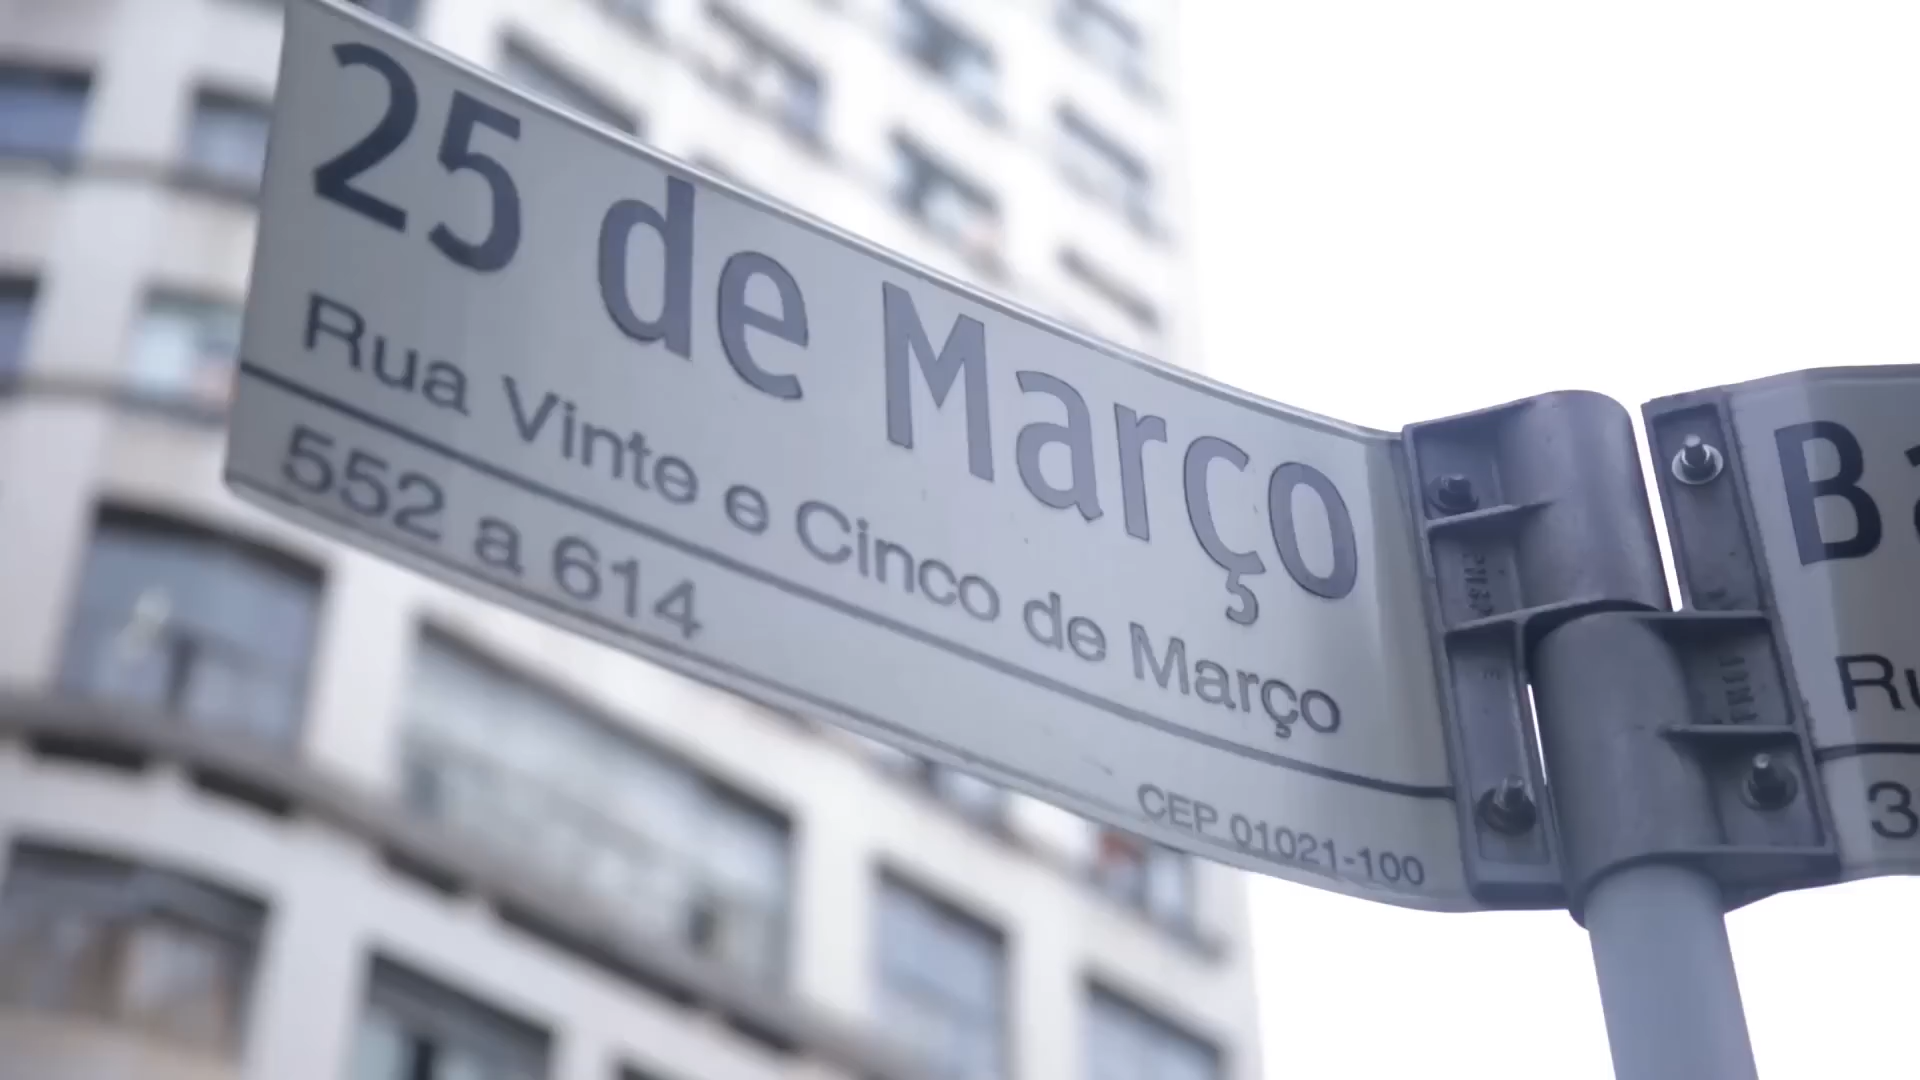 25 de Março
Rua Vinte e Cinco de Março
552 a 614
CEP 01021-100